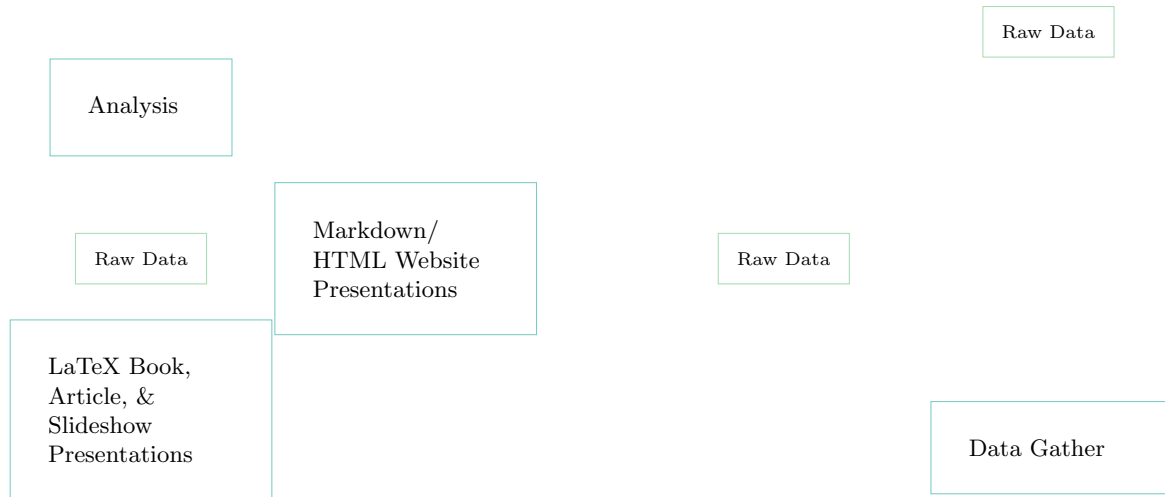 Raw Data
Analysis
Markdown/
HTML Website
Presentations
Raw Data
Raw Data
LaTeX Book,
Article, &
Slideshow
Presentations
Data Gather